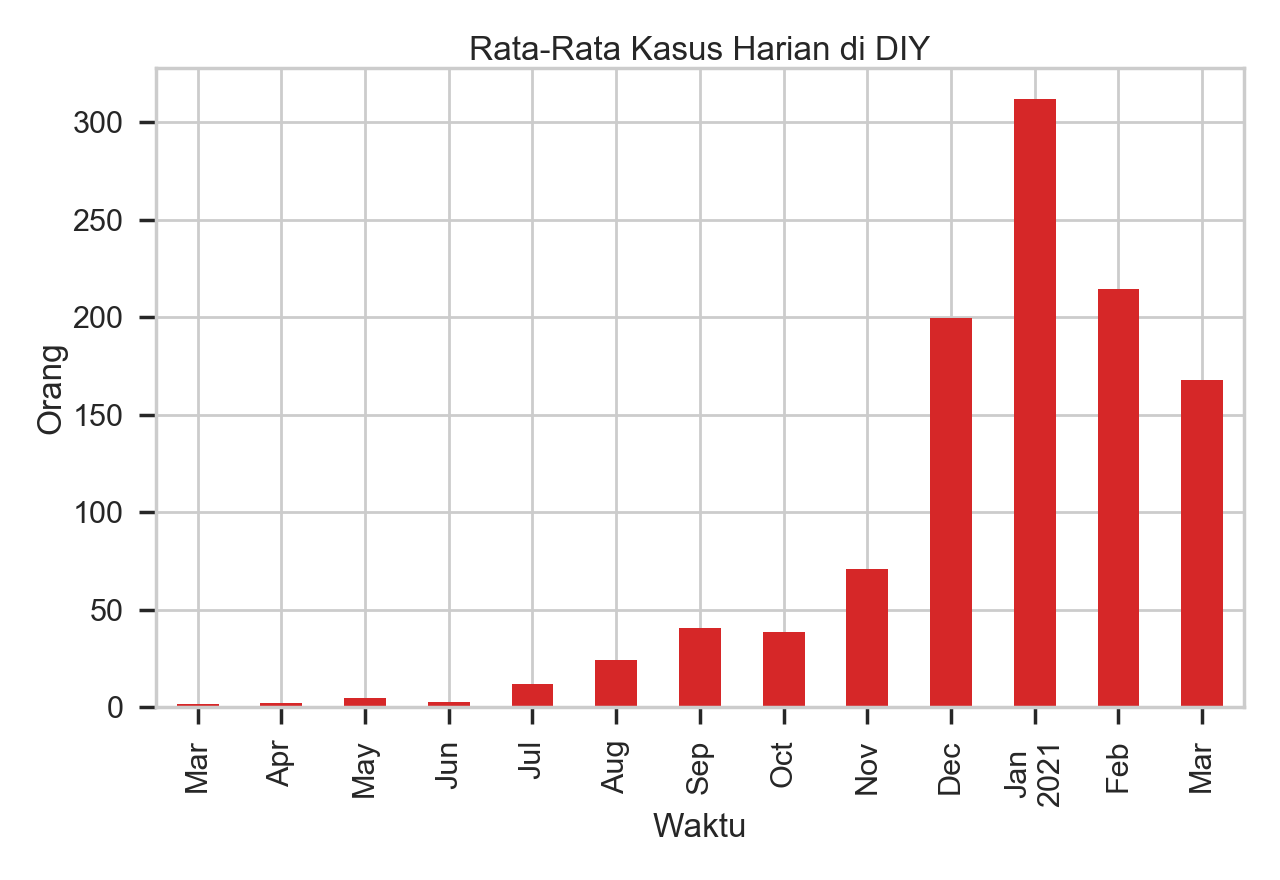 Rata-Rata Kasus Harian di DIY
300
250
200
150
100
50
0
Orang
Mar
Apr
May
Jun
Jul
Aug
Sep
Oct
Nov
Dec
Jan
2021
Feb
Mar
Waktu